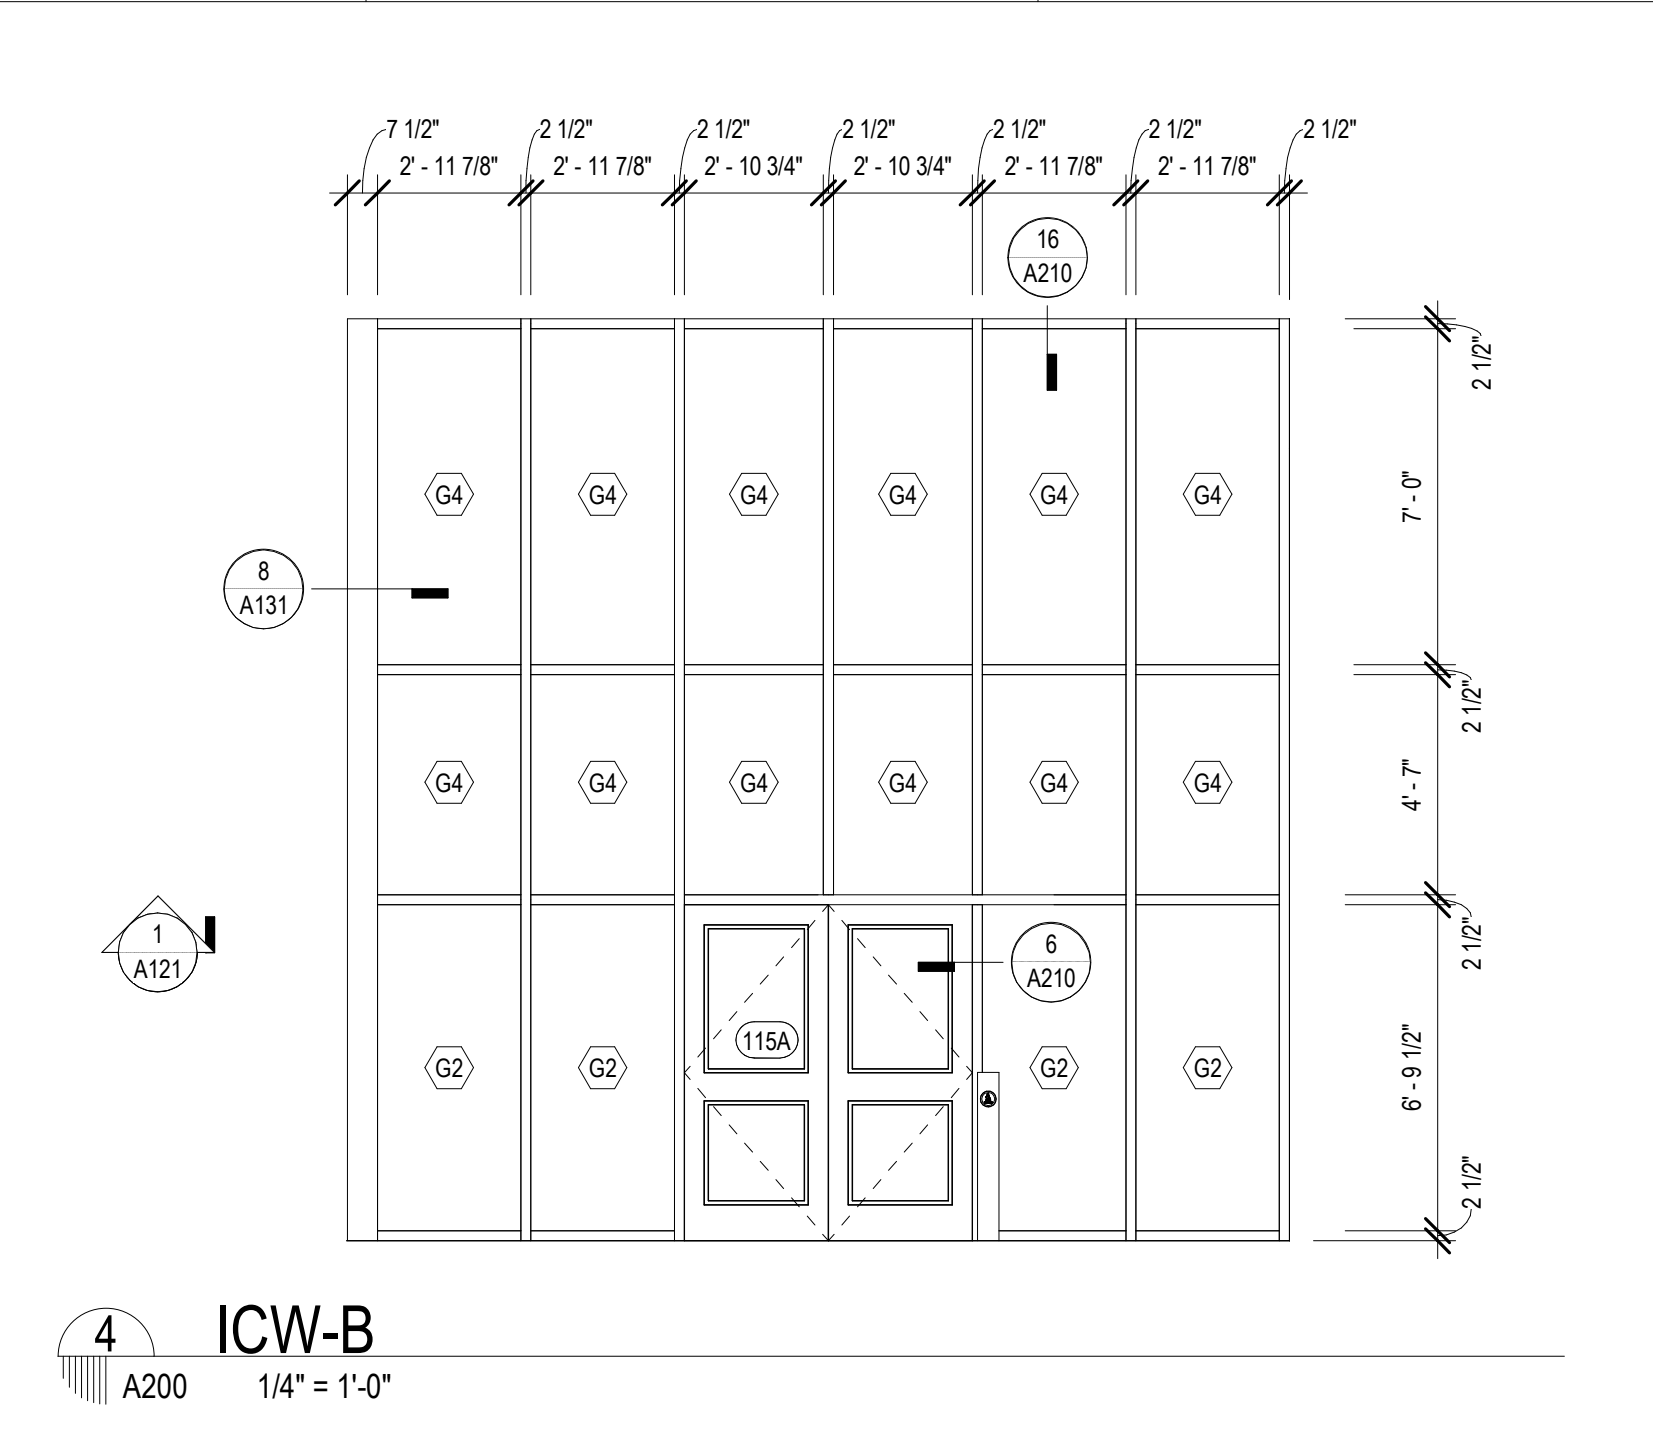 7 1/2" 2 1/2" 2 1/2" 2 1/2" 2 1/2" 2 1/2" 2 1/2"
2' - 11 7/8" 2' - 11 7/8" 2' - 10 3/4" 2' - 10 3/4" 2' - 11 7/8" 2' - 11 7/8"
16
A210
2 1/2"
G4 G4 G4 G4 G4 G4
7' - 0"
8
A131
2 1/2"
G4 G4 G4 G4 G4 G4
4' - 7"
1
A121
6
A210
2 1/2"
115A
G2 G2 G2 G2
6' - 9 1/2"
2 1/2"
4 ICW-B
A200 1/4" = 1'-0"